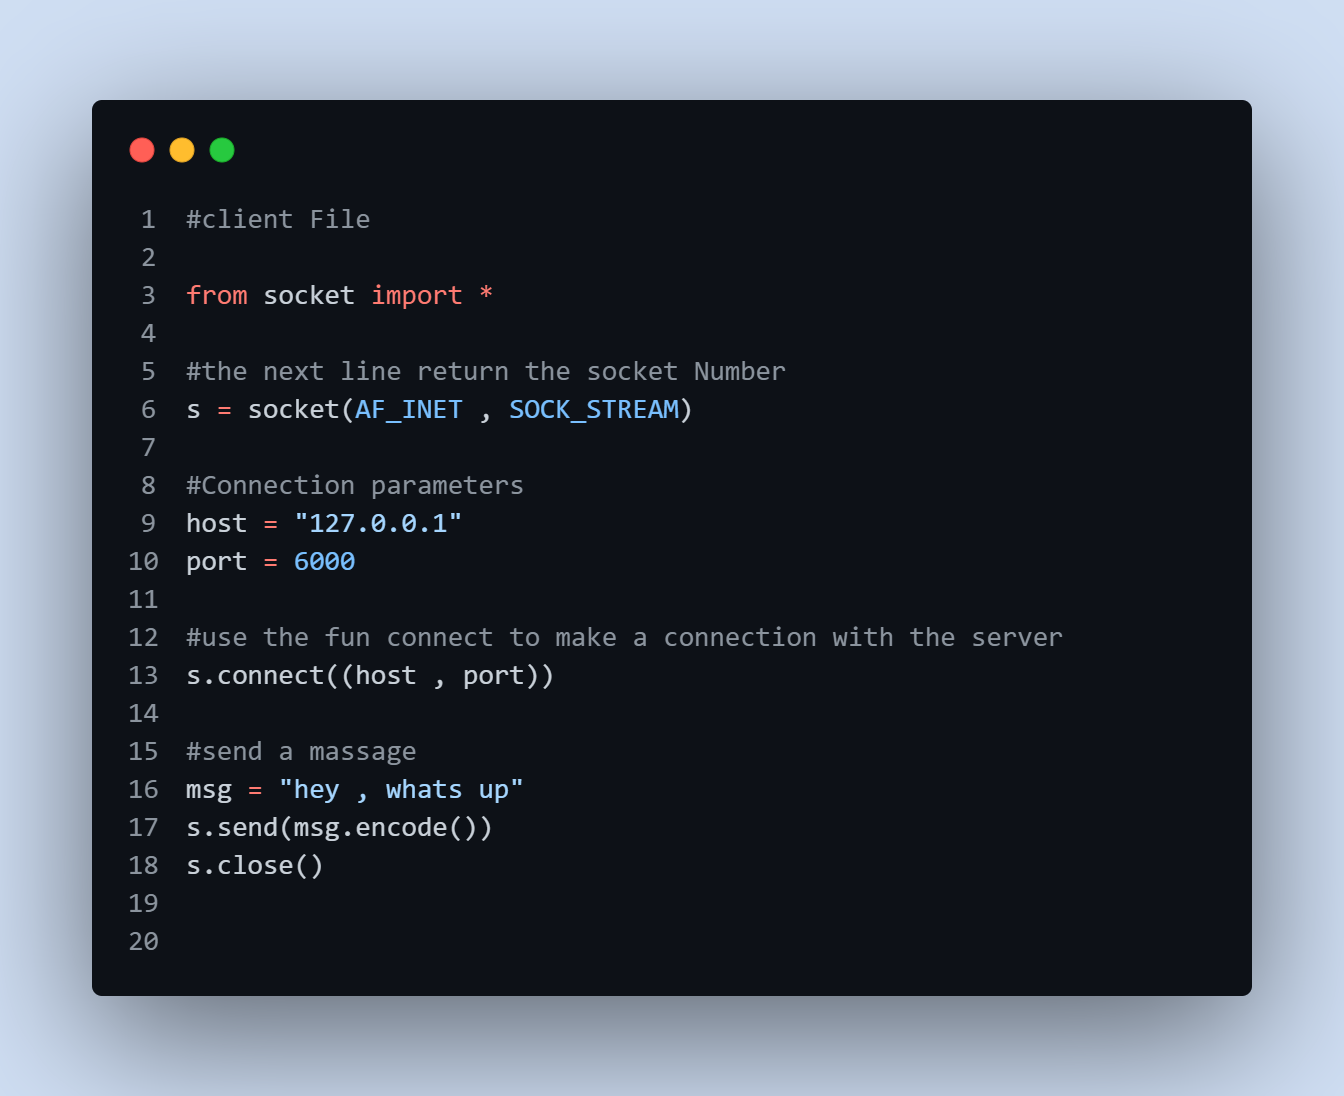 1 #client File
2
3 from socket import *
4
5 #the next line return the socket Number
6 s = socket(AF_INET , SOCK_STREAM)
7
8 #Connection parameters
9 host = "127.0.0.1"
10 port = 6000
11
12 #use the fun connect to make a connection with the server
13 s.connect((host , port))
14
15 #send a massage
16 msg = "hey , whats up"
17 s.send(msg.encode())
18 s.close()
19
20